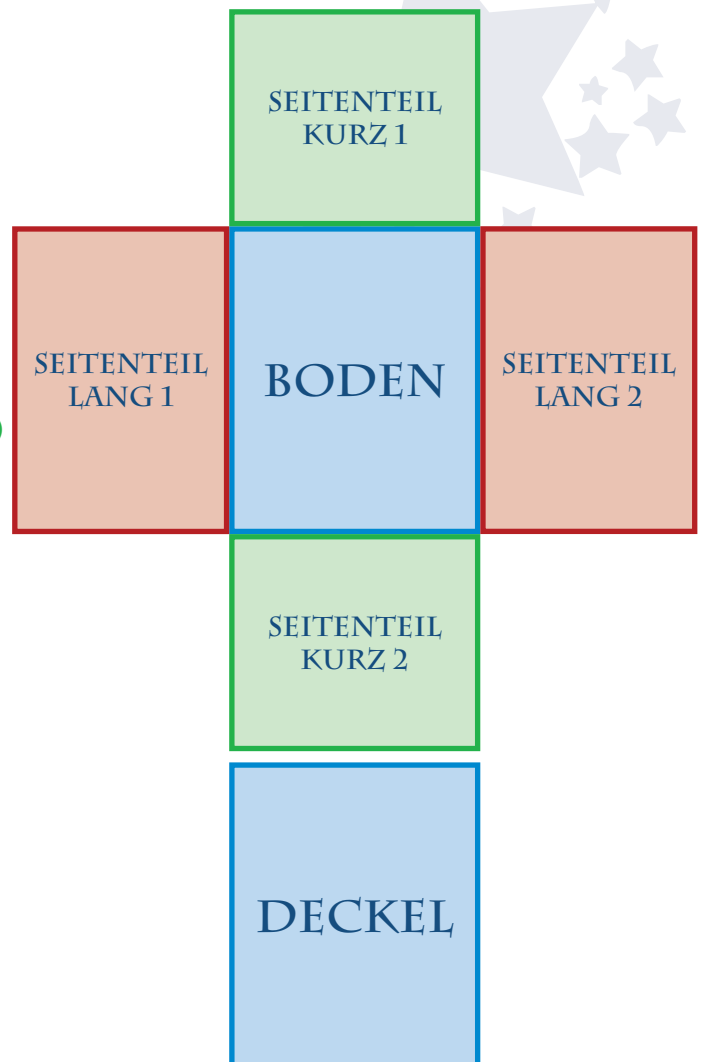 SEITENTEIL
KURZ 1
SEITENTEIL
LANG 1
BODEN
SEITENTEIL
LANG 2
SEITENTEIL
KURZ 2
DECKEL